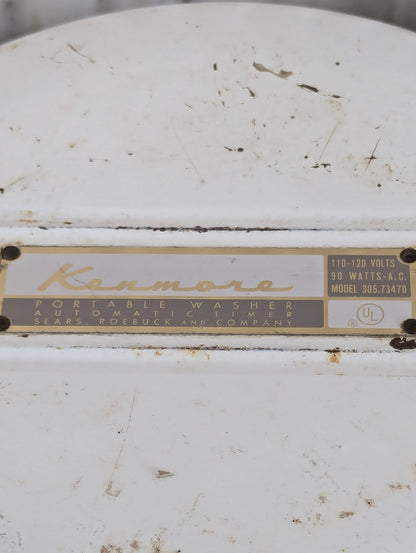 Kenmore
PORTABLE WASHER
AUTOMATIC TIMER
SEARS, ROEBUCK AND COMPANY
110-120 VOLTS
90 WATTS-A.C.
MODEL 305.73470
UL
®